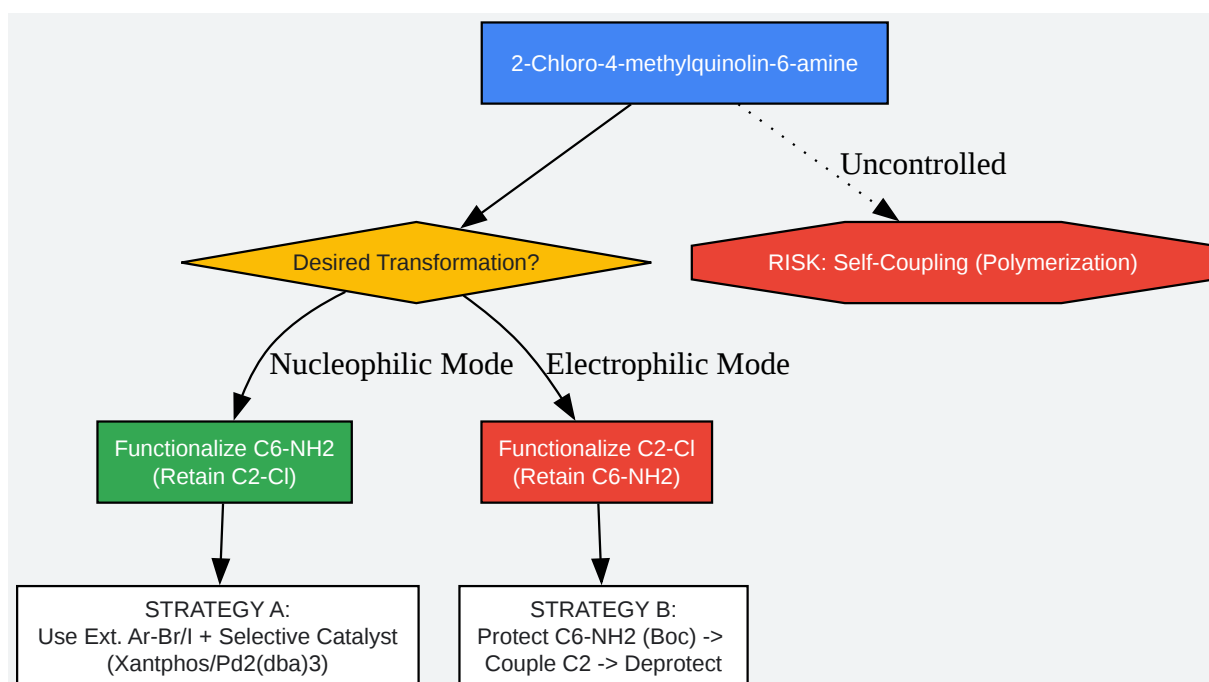 2-Chloro-4-methylquinolin-6-amine
Uncontrolled
Desired Transformation?
RISK: Self-Coupling (Polymerization)
Nucleophilic Mode
Electrophilic Mode
Functionalize C6-NH2
(Retain C2-Cl)
Functionalize C2-Cl
(Retain C6-NH2)
STRATEGY A:
Use Ext. Ar-Br/I + Selective Catalyst
(Xantphos/Pd2(dba)3)
STRATEGY B:
Protect C6-NH2 (Boc) ->
Couple C2 -> Deprotect